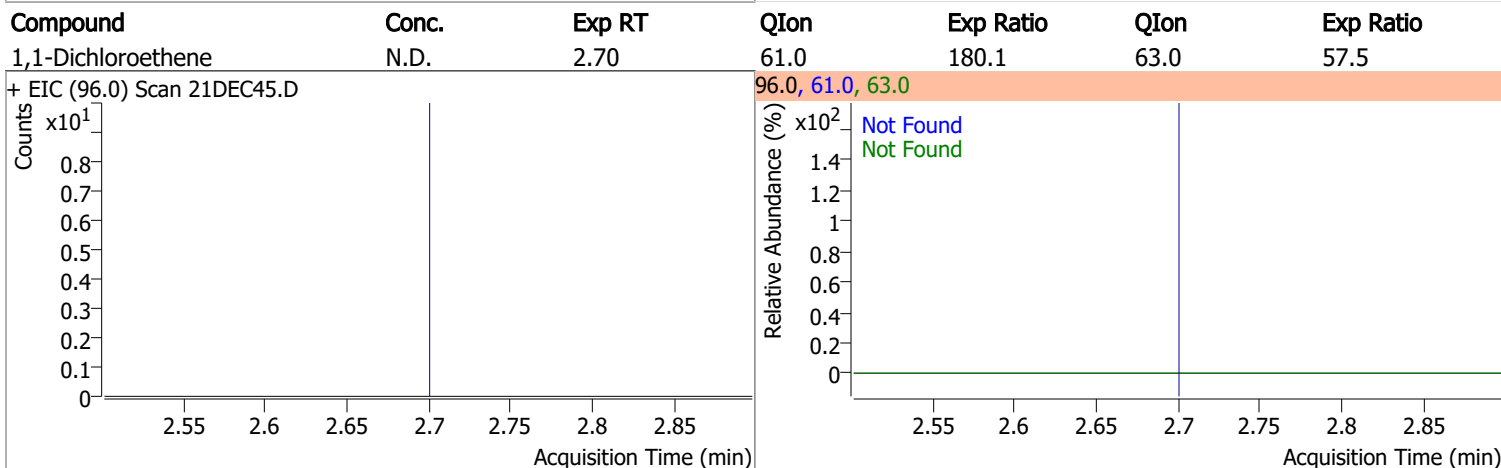 Compound Conc. Exp RT QIon Exp Ratio QIon Exp Ratio
1,1-Dichloroethene N.D. 2.70 61.0 180.1 63.0 57.5
+ EIC (96.0) Scan 21DEC45.D
Counts
x10¹
0.8
0.7
0.6
0.5
0.4
0.3
0.2
0.1
0
2.55 2.6 2.65 2.7 2.75 2.8 2.85
Acquisition Time (min)
96.0, 61.0, 63.0
Relative Abundance (%)
x10²
Not Found
Not Found
1.4
1.2
1
0.8
0.6
0.4
0.2
0
2.55 2.6 2.65 2.7 2.75 2.8 2.85
Acquisition Time (min)